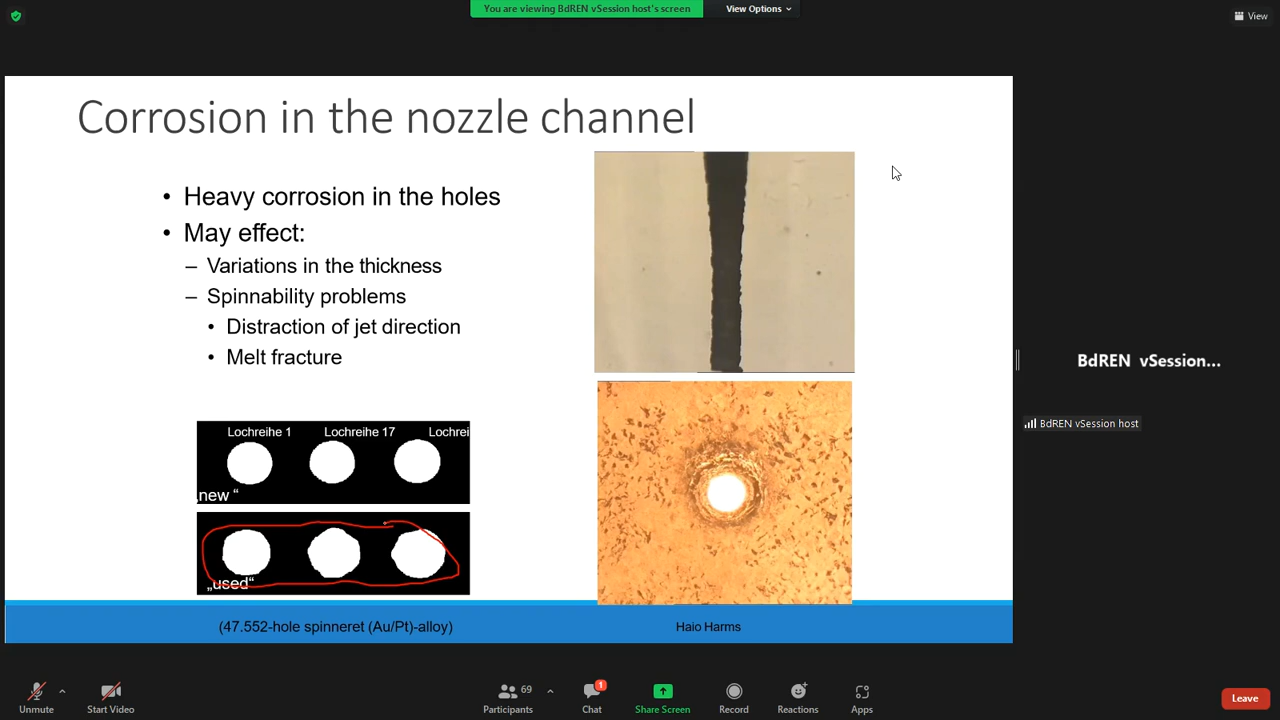 You are viewing BdREN vSession host's screen
View Options
View
Corrosion in the nozzle channel
• Heavy corrosion in the holes
• May effect:
– Variations in the thickness
– Spinnability problems
• Distraction of jet direction
• Melt fracture
Lochreihe 1 Lochreihe 17 Lochrei
„new “
„used“
(47.552-hole spinneret (Au/Pt)-alloy)
Haio Harms
BdREN vSession...
BdREN vSession host
Unmute
Start Video
69
Participants
1
Chat
Share Screen
Record
Reactions
Apps
Leave